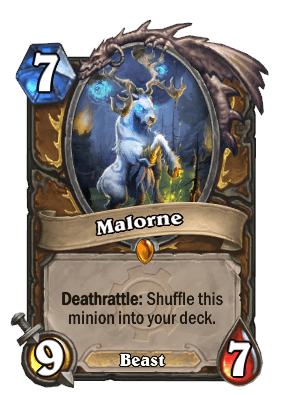 7
Malorne
Deathrattle: Shuffle this
minion into your deck.
9
Beast
7